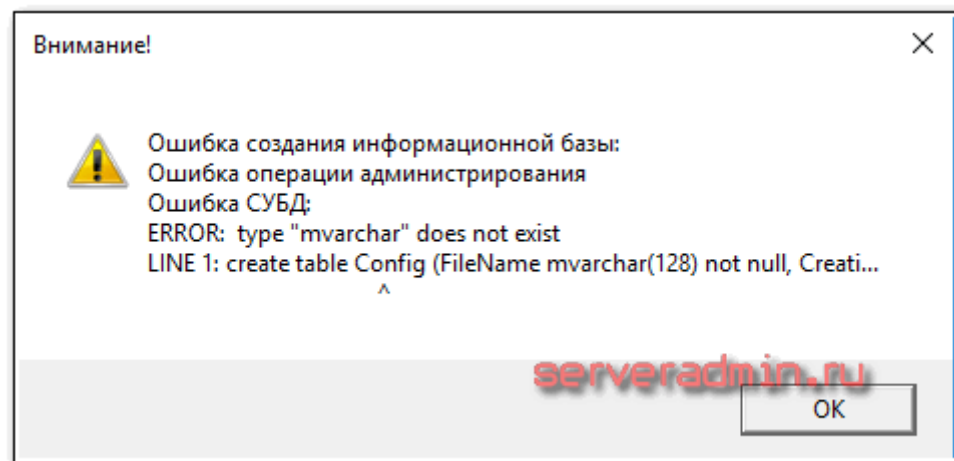 Внимание!
Ошибка создания информационной базы:
Ошибка операции администрирования
Ошибка СУБД:
ERROR:  type "mvarchar" does not exist
LINE 1: create table Config (FileName mvarchar(128) not null, Creati...
^
serveradmin.ru
OK